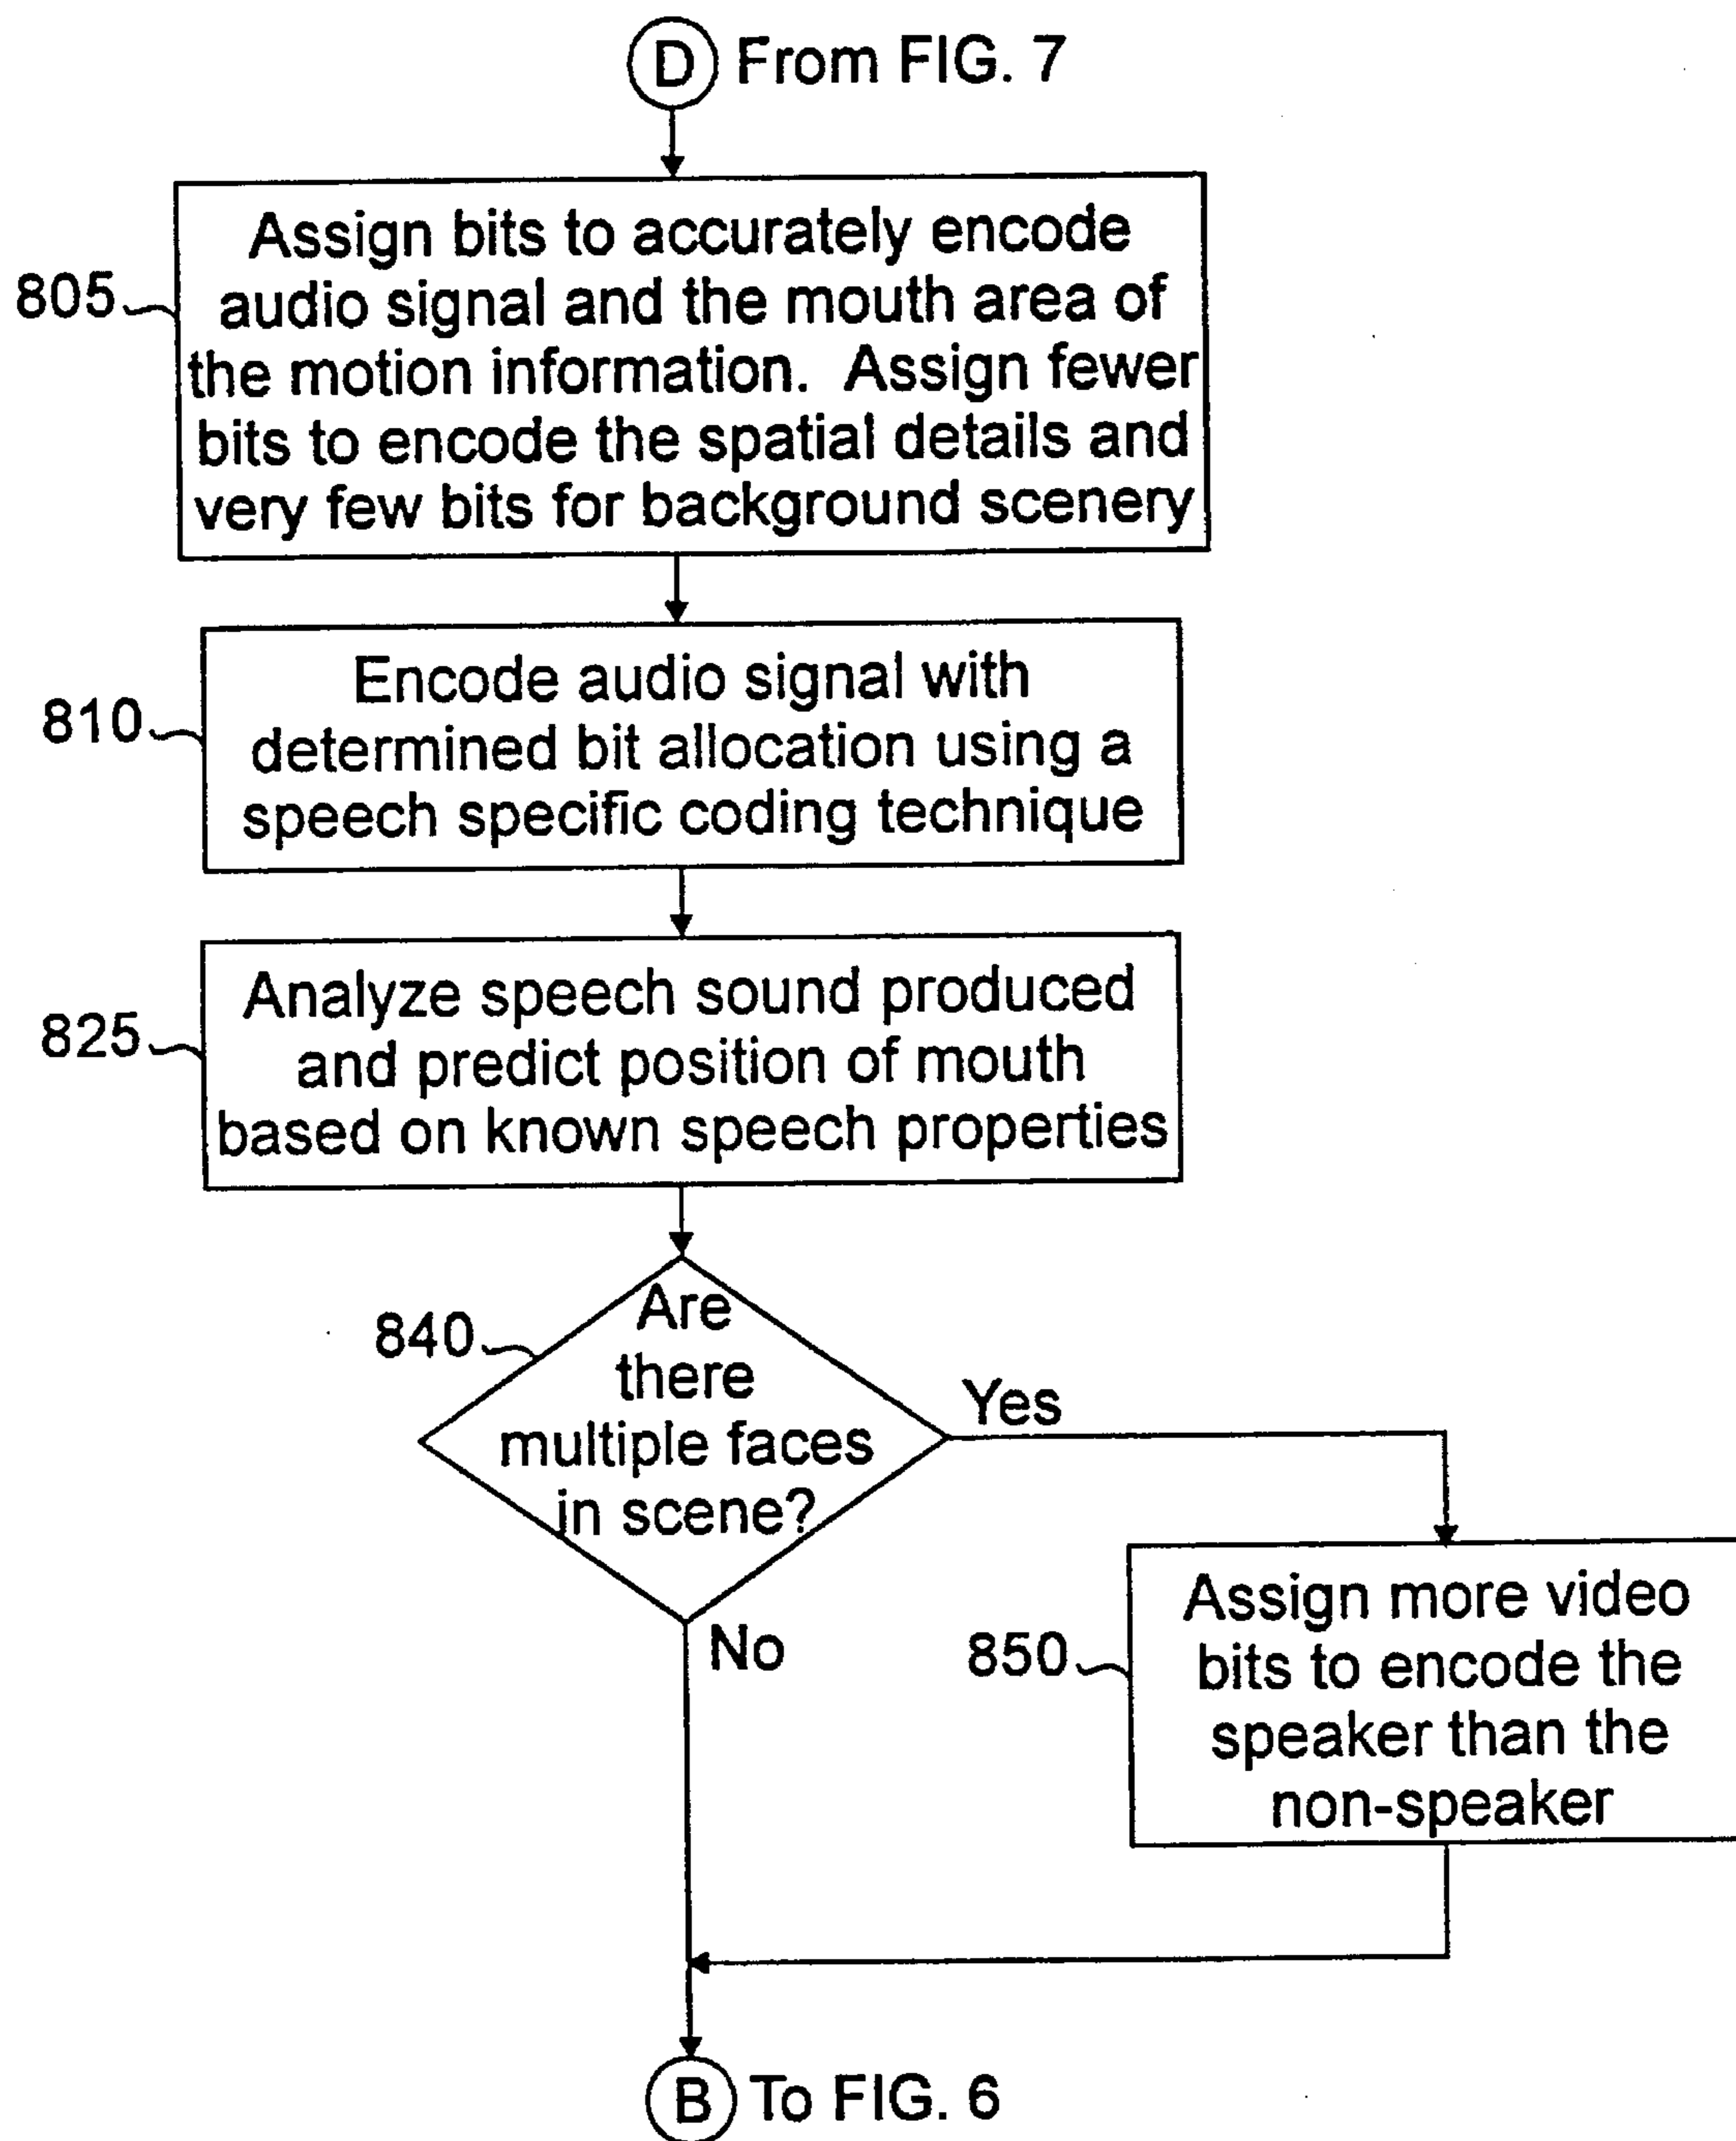 D From FIG. 7
Assign bits to accurately encode
audio signal and the mouth area of
805
the motion information. Assign fewer
bits to encode the spatial details and
very few bits for background scenery
Encode audio signal with
810
determined bit allocation using a
speech specific coding technique
Analyze speech sound produced
825
and predict position of mouth
based on known speech properties
840
Are
there
multiple faces
in scene?
Yes
No
850
Assign more video
bits to encode the
speaker than the
non-speaker
B To FIG. 6